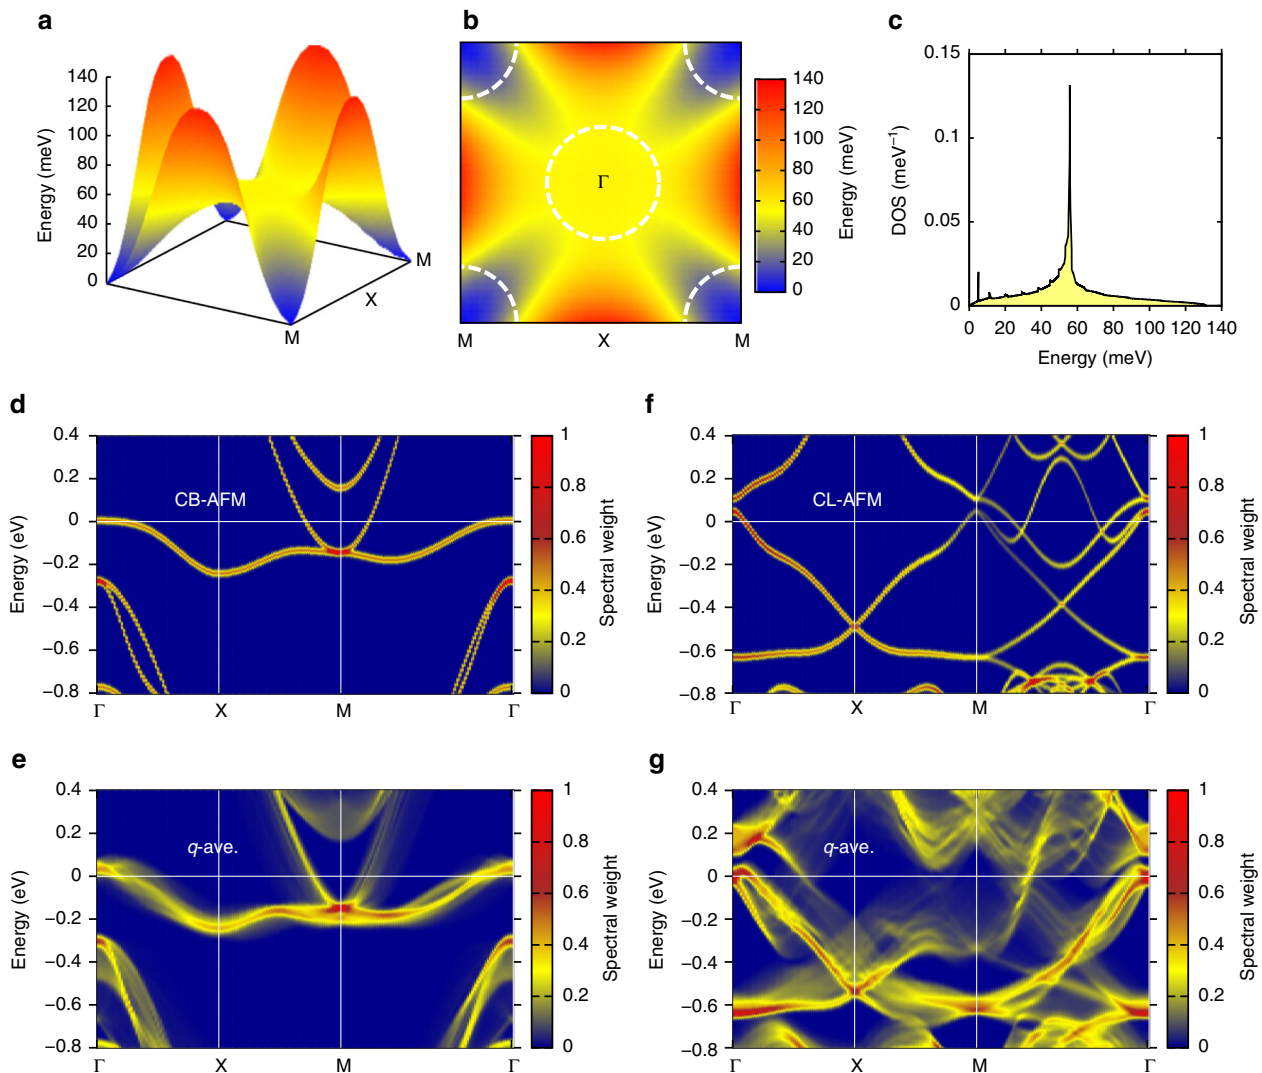 a
140
120
100
80
60
40
20
0
Energy (meV)
M
X
M
b
Γ
M
X
M
140
120
100
80
60
40
20
0
Energy (meV)
c
0.15
0.1
0.05
0
DOS (meV⁻¹)
0 20 40 60 80 100 120 140
Energy (meV)
d
0.4
0.2
0
−0.2
−0.4
−0.6
−0.8
Energy (eV)
CB-AFM
Γ X M Γ
1
0.8
0.6
0.4
0.2
0
Spectral weight
f
0.4
0.2
0
−0.2
−0.4
−0.6
−0.8
Energy (eV)
CL-AFM
Γ X M Γ
1
0.8
0.6
0.4
0.2
0
Spectral weight
e
0.4
0.2
0
−0.2
−0.4
−0.6
−0.8
Energy (eV)
q-ave.
Γ X M Γ
1
0.8
0.6
0.4
0.2
0
Spectral weight
g
0.4
0.2
0
−0.2
−0.4
−0.6
−0.8
Energy (eV)
q-ave.
Γ X M Γ
1
0.8
0.6
0.4
0.2
0
Spectral weight